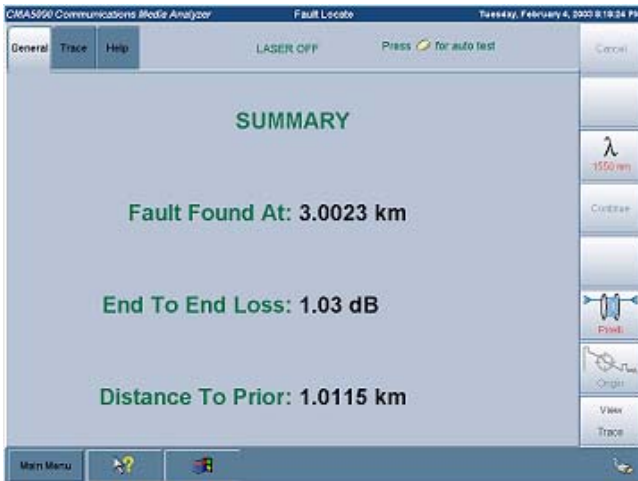 CMA5000 Communications Media Analyzer Fault Locate Tuesday, February 4, 2003 8:19:24 PM
General Trace Help LASER OFF Press for auto test Cancel
SUMMARY
λ
1550 nm
Fault Found At: 3.0023 km
Continue
End To End Loss: 1.03 dB
Pirelli
Origin
Distance To Prior: 1.0115 km
View
Trace
Main Menu